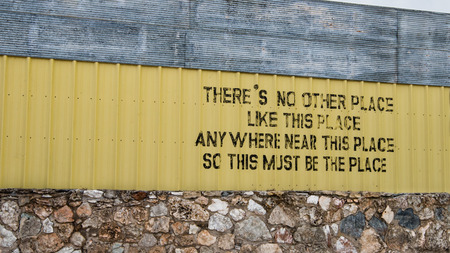 THERE'S NO OTHER PLACE
LIKE THIS PLACE
ANYWHERE NEAR THIS PLACE
SO THIS MUST BE THE PLACE